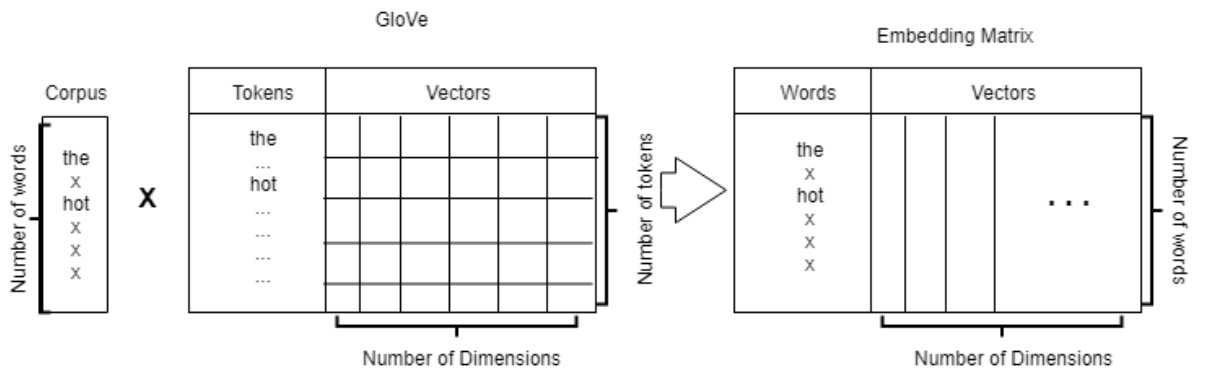 GloVe
Embedding Matrix
Corpus
Tokens
Vectors
Words
Vectors
Number of words
the
x
hot
x
x
x
X
the
...
hot
...
...
...
Number of tokens
the
x
hot
x
x
x
...
Number of words
Number of Dimensions
Number of Dimensions